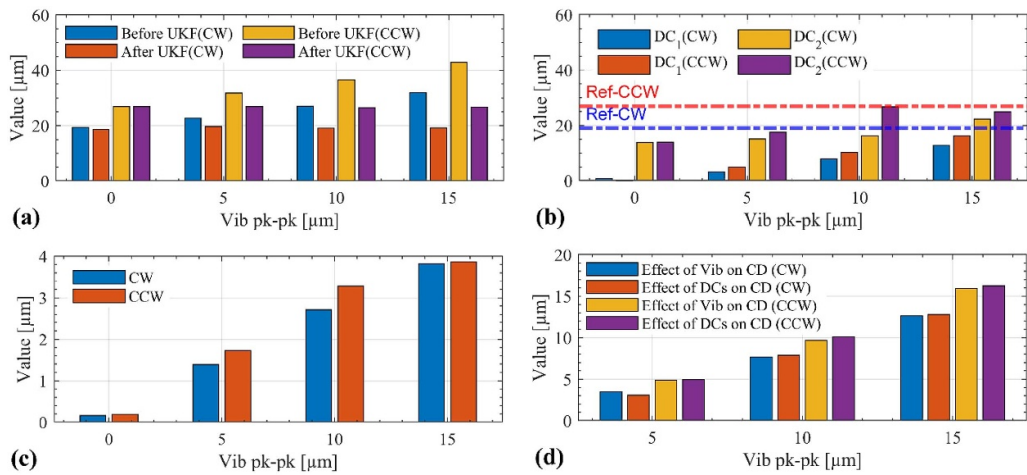 60
40
20
0
Value [μm]
Before UKF(CW)
After UKF(CW)
Before UKF(CCW)
After UKF(CCW)
0
5
10
15
(a)
Vib pk-pk [μm]
60
40
20
0
Value [μm]
DC1(CW)
DC1(CCW)
DC2(CW)
DC2(CCW)
Ref-CCW
Ref-CW
0
5
10
15
(b)
Vib pk-pk [μm]
4
3
2
1
0
Value [μm]
CW
CCW
0
5
10
15
(c)
Vib pk-pk [μm]
20
15
10
5
0
Value [μm]
Effect of Vib on CD (CW)
Effect of DCs on CD (CW)
Effect of Vib on CD (CCW)
Effect of DCs on CD (CCW)
5
10
15
(d)
Vib pk-pk [μm]